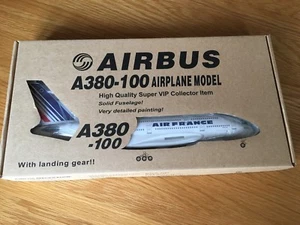 AIRBUS
A380-100 AIRPLANE MODEL
High Quality Super VIP Collector Item
Solid Fuselage!
Very detailed painting!
A380
-100
AIR FRANCE
With landing gear!!